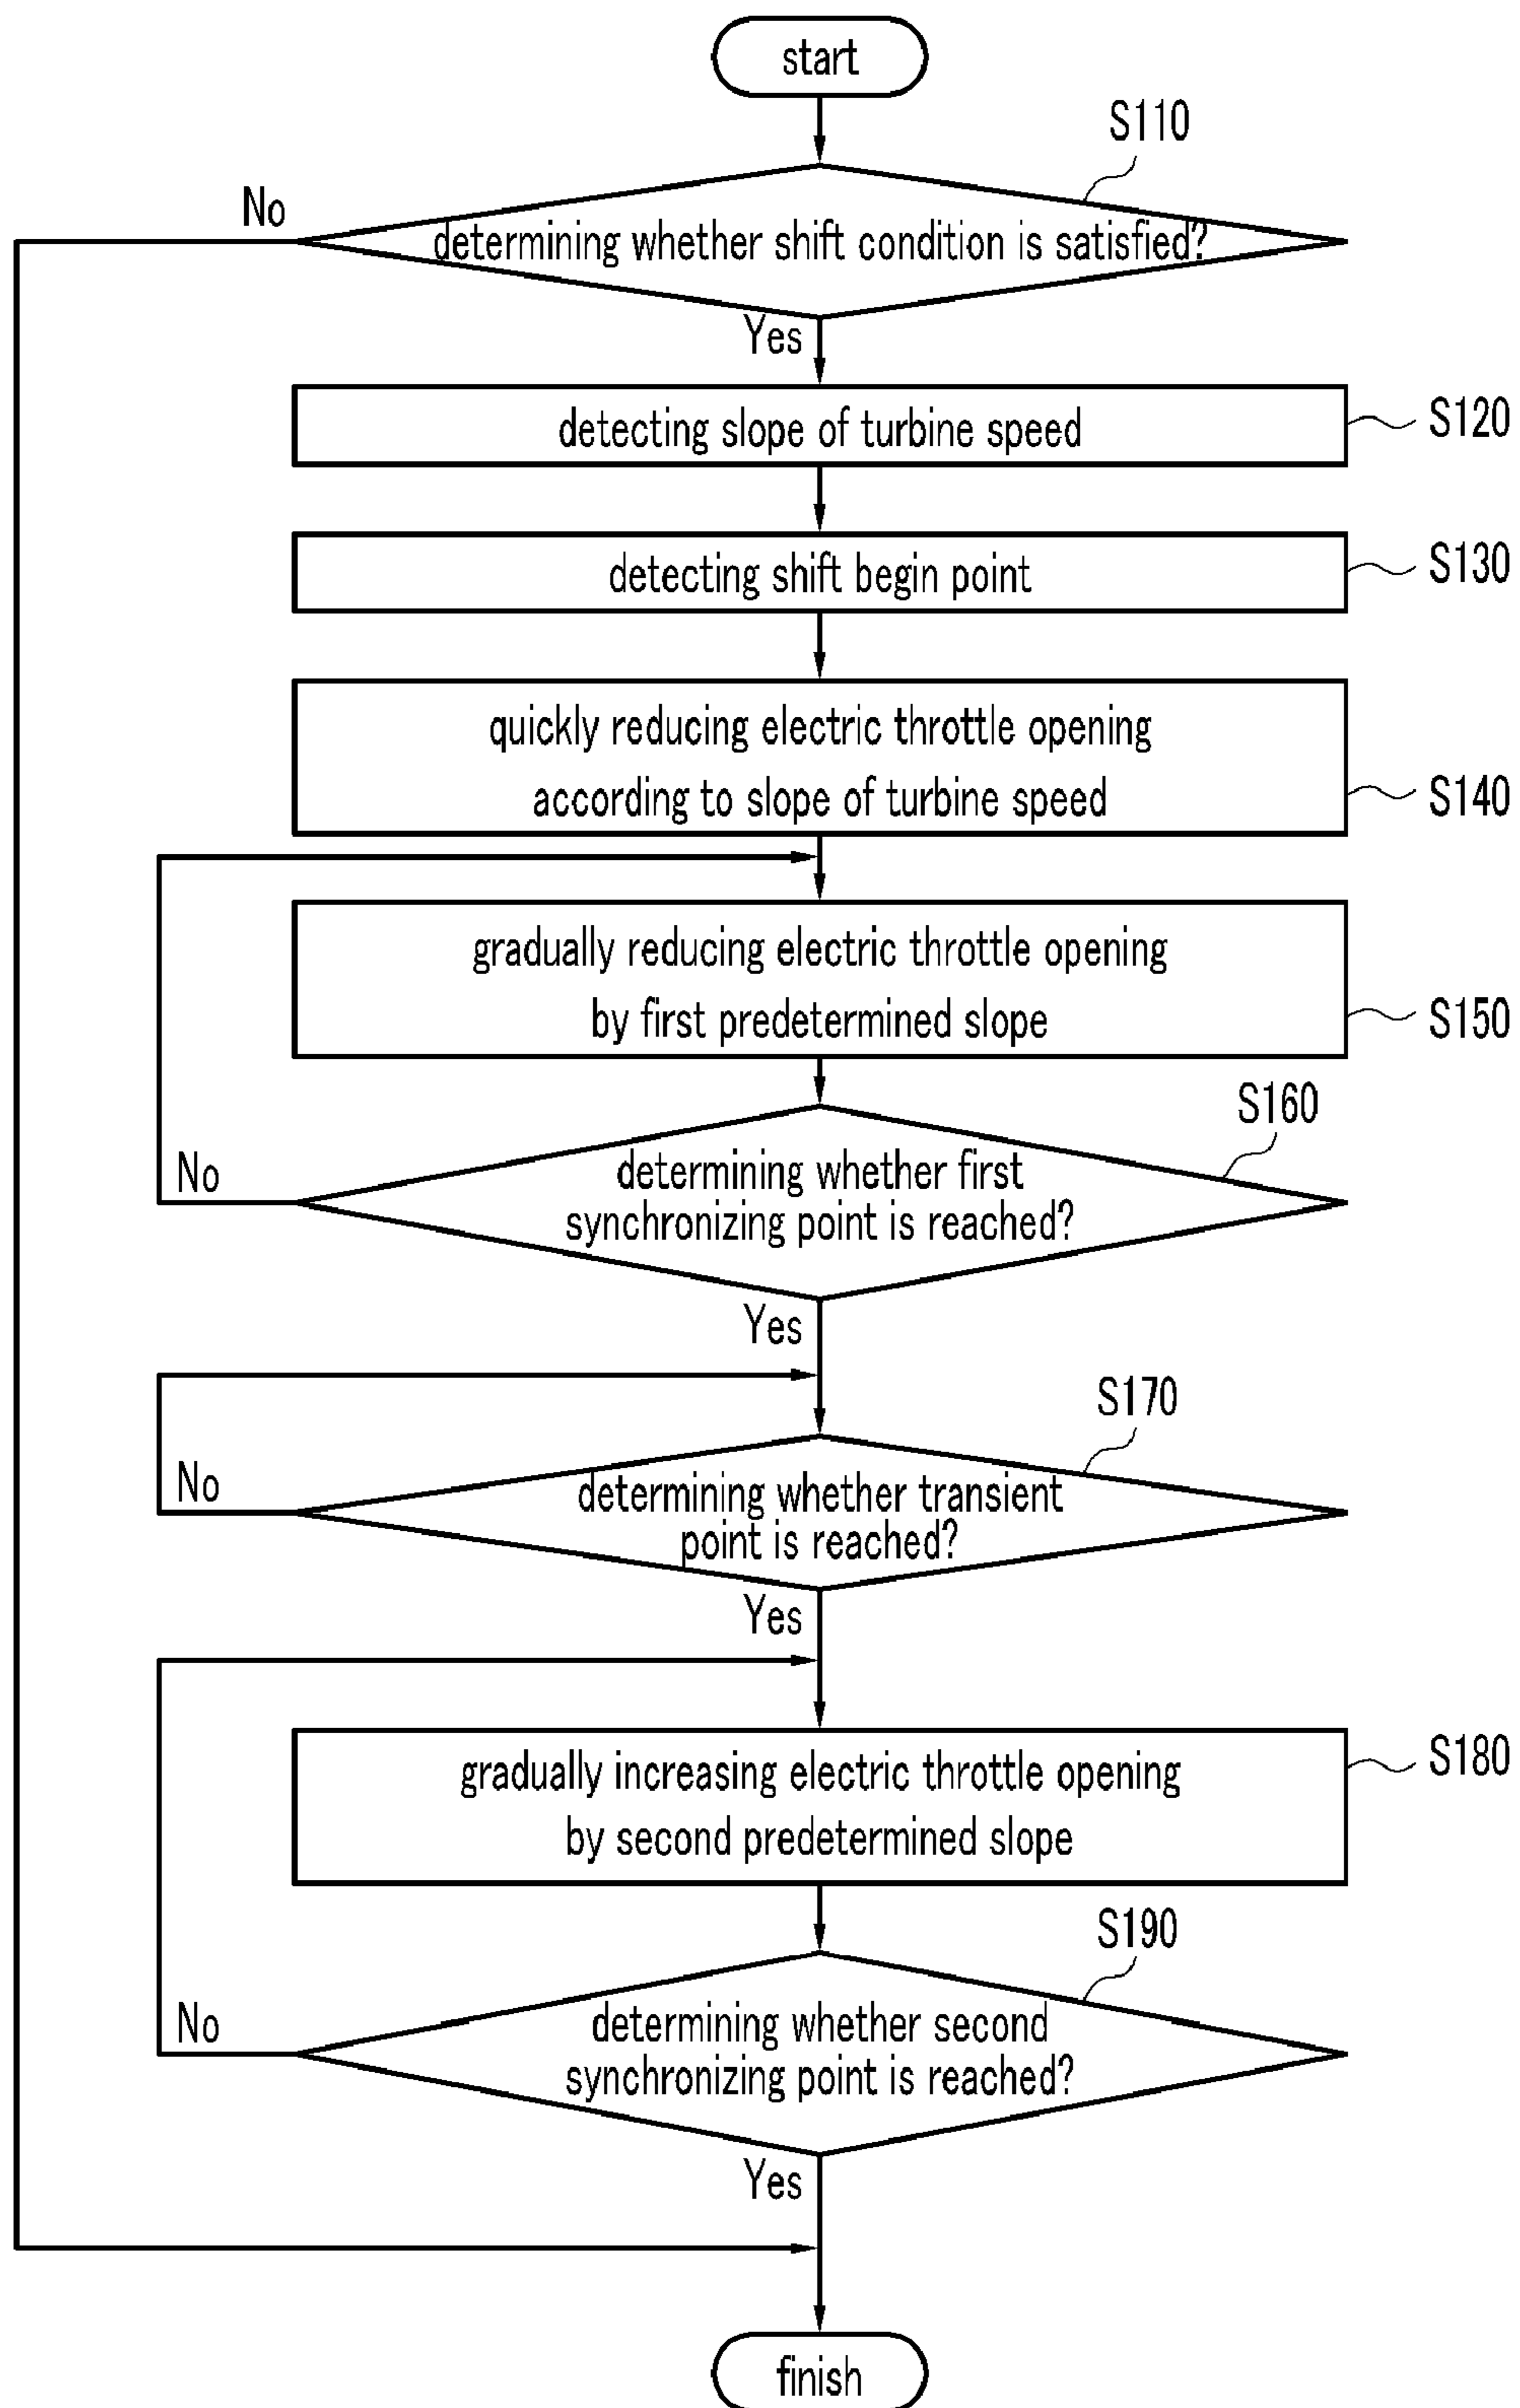 start
S110
No
determining whether shift condition is satisfied?
Yes
detecting slope of turbine speed
S120
detecting shift begin point
S130
quickly reducing electric throttle opening
according to slope of turbine speed
S140
gradually reducing electric throttle opening
by first predetermined slope
S150
S160
No
determining whether first
synchronizing point is reached?
Yes
S170
No
determining whether transient
point is reached?
Yes
gradually increasing electric throttle opening
by second predetermined slope
S180
S190
No
determining whether second
synchronizing point is reached?
Yes
finish